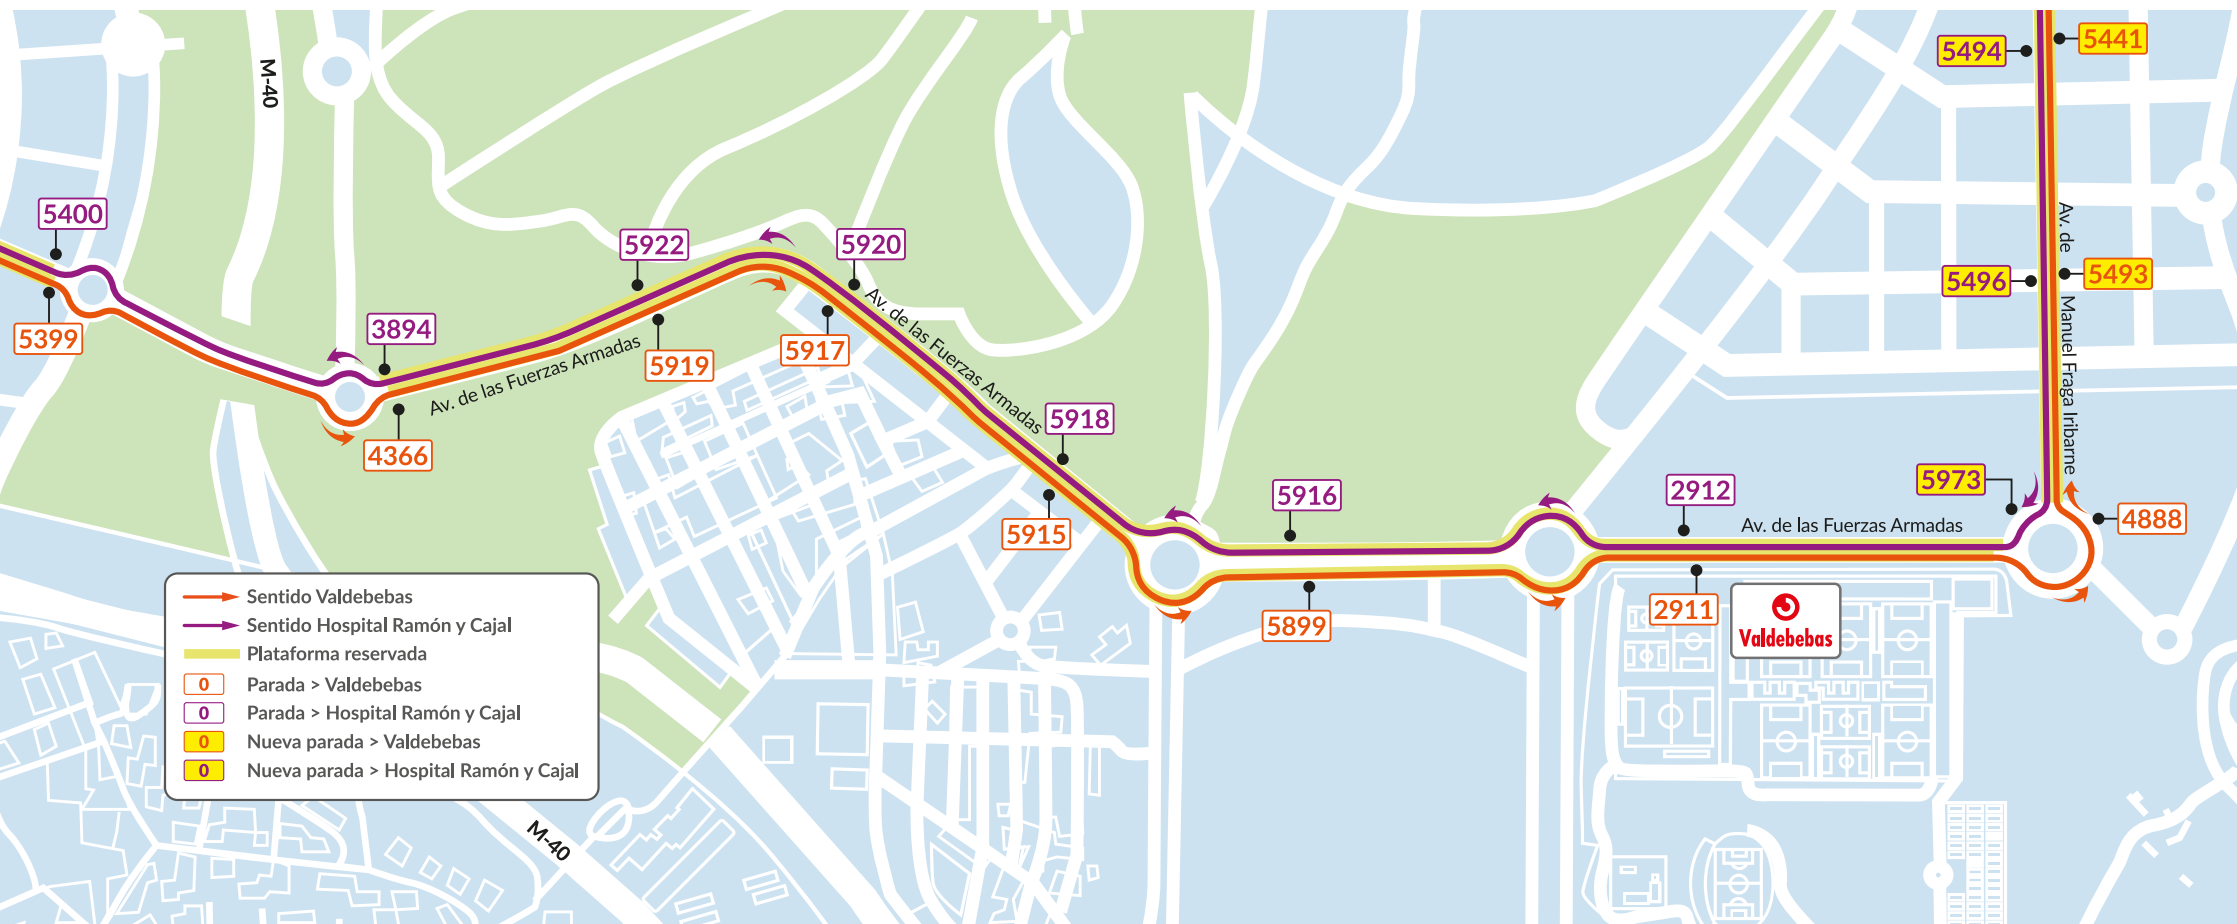 M-40
5494
5441
5400
5922
5920
Av. de
Manuel Fraga Iribarne
5496
5493
5399
3894
5919
5917
Av. de las Fuerzas Armadas
Av. de las Fuerzas Armadas
4366
5918
5915
5916
2912
5973
4888
Av. de las Fuerzas Armadas
5899
2911
Valdebebas
Sentido Valdebebas
Sentido Hospital Ramón y Cajal
Plataforma reservada
0 Parada > Valdebebas
0 Parada > Hospital Ramón y Cajal
0 Nueva parada > Valdebebas
0 Nueva parada > Hospital Ramón y Cajal
M-40